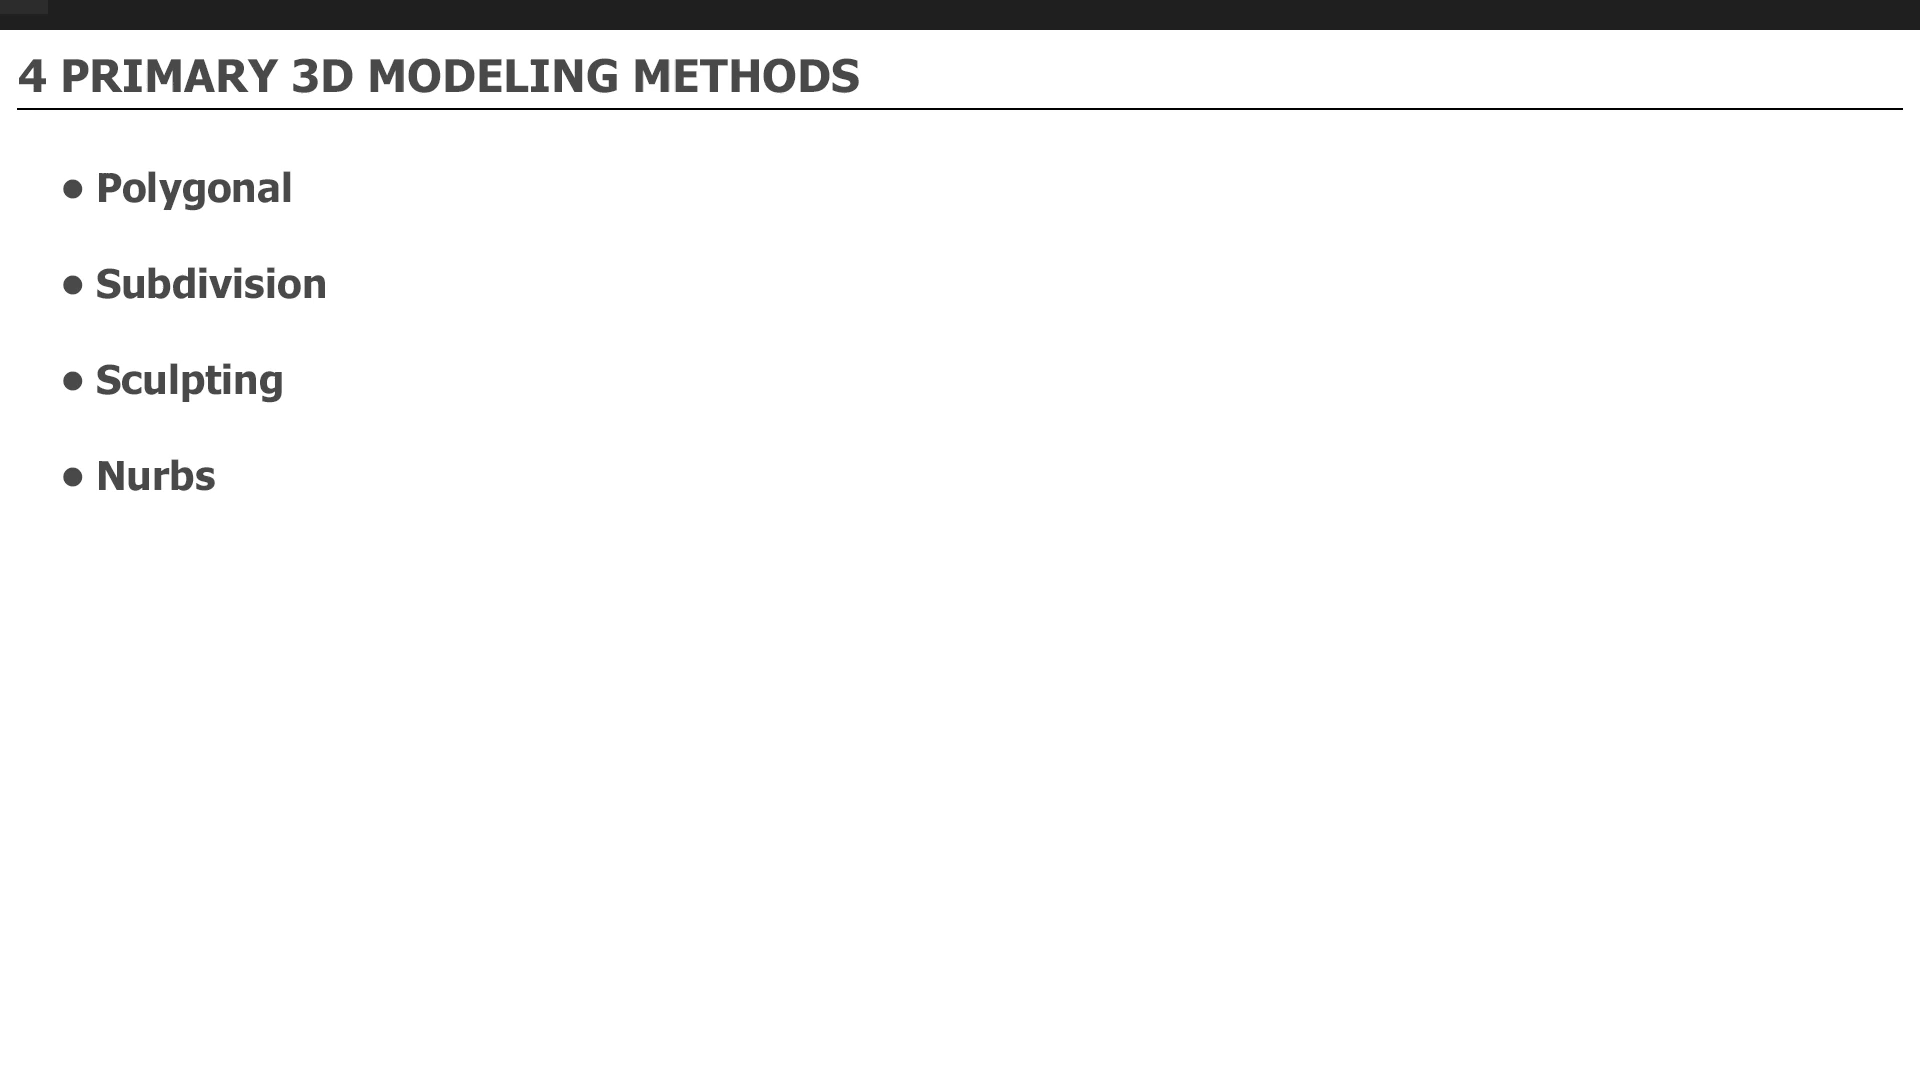 4 PRIMARY 3D MODELING METHODS
● Polygonal
● Subdivision
● Sculpting
● Nurbs